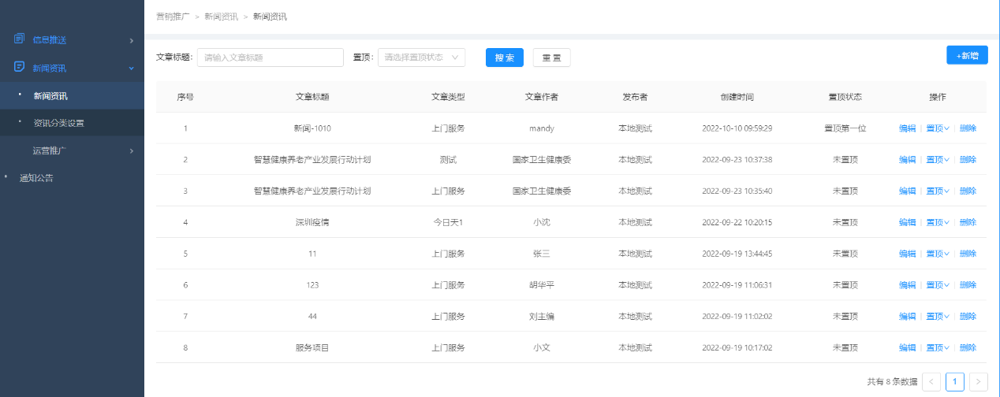 营销推广 > 新闻资讯 > 新闻资讯
信息推送
新闻资讯
新闻资讯
资讯分类设置
运营推广
通知公告
文章标题: 请输入文章标题 置顶: 请选择置顶状态 搜 索 重 置 +新增
序号 文章标题 文章类型 文章作者 发布者 创建时间 置顶状态 操作
1 新闻-1010 上门服务 mandy 本地测试 2022-10-10 09:59:29 置顶第一位 编辑 | 置顶 | 删除
2 智慧健康养老产业发展行动计划 测试 国家卫生健康委 本地测试 2022-09-23 10:37:38 未置顶 编辑 | 置顶 | 删除
3 智慧健康养老产业发展行动计划 上门服务 国家卫生健康委 本地测试 2022-09-23 10:35:40 未置顶 编辑 | 置顶 | 删除
4 深圳疫情 今日天1 小沈 本地测试 2022-09-22 10:20:15 未置顶 编辑 | 置顶 | 删除
5 11 上门服务 张三 本地测试 2022-09-19 13:44:45 未置顶 编辑 | 置顶 | 删除
6 123 上门服务 胡华平 本地测试 2022-09-19 11:06:31 未置顶 编辑 | 置顶 | 删除
7 44 上门服务 刘主编 本地测试 2022-09-19 11:02:02 未置顶 编辑 | 置顶 | 删除
8 服务项目 上门服务 小文 本地测试 2022-09-19 10:17:02 未置顶 编辑 | 置顶 | 删除
共有 8 条数据 < 1 >